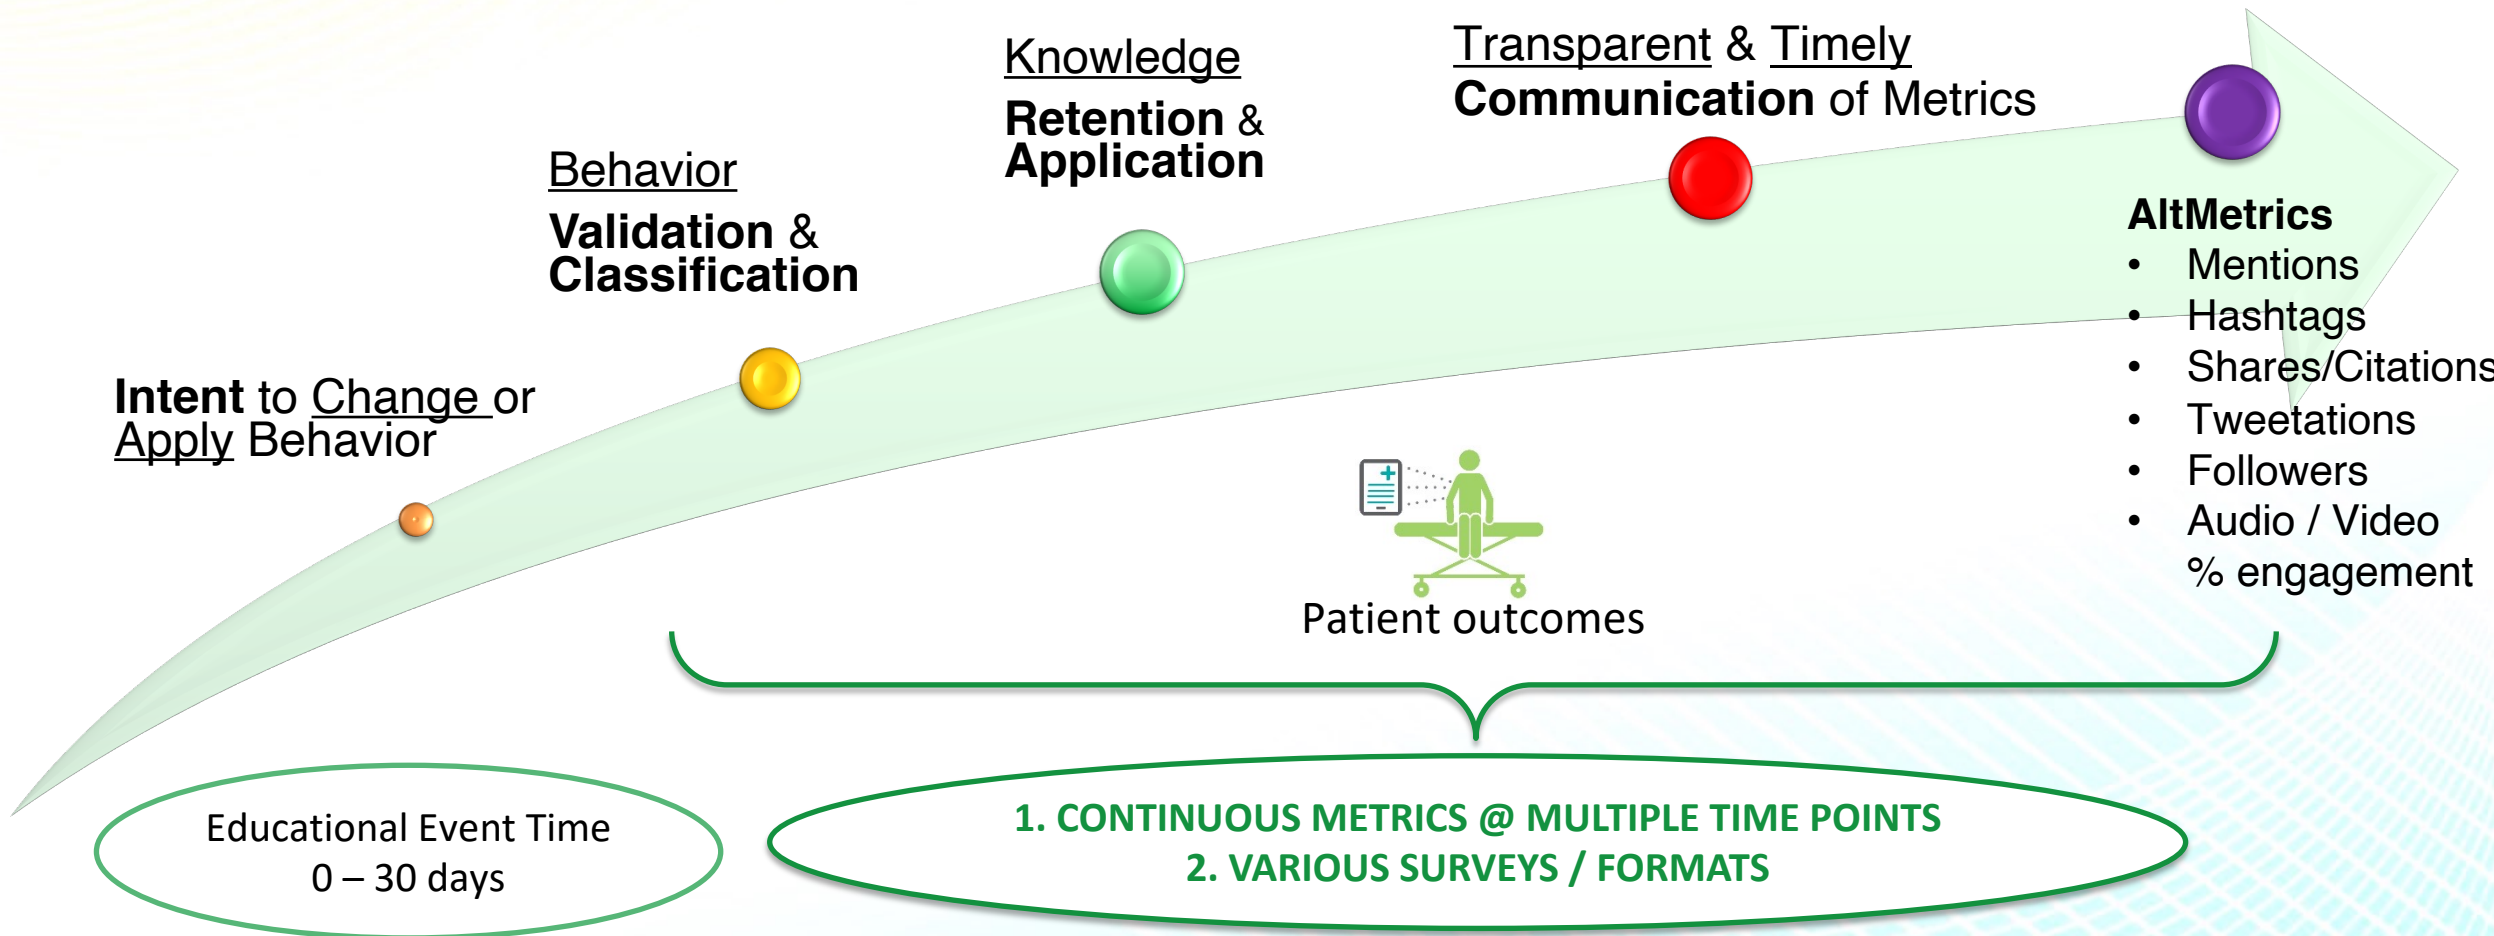 Intent to Change or
Apply Behavior
Behavior
Validation &
Classification
Knowledge
Retention &
Application
Transparent & Timely
Communication of Metrics
AltMetrics
• Mentions
• Hashtags
• Shares/Citations
• Tweetations
• Followers
• Audio / Video
% engagement
Patient outcomes
Educational Event Time
0 – 30 days
1. CONTINUOUS METRICS @ MULTIPLE TIME POINTS
2. VARIOUS SURVEYS / FORMATS